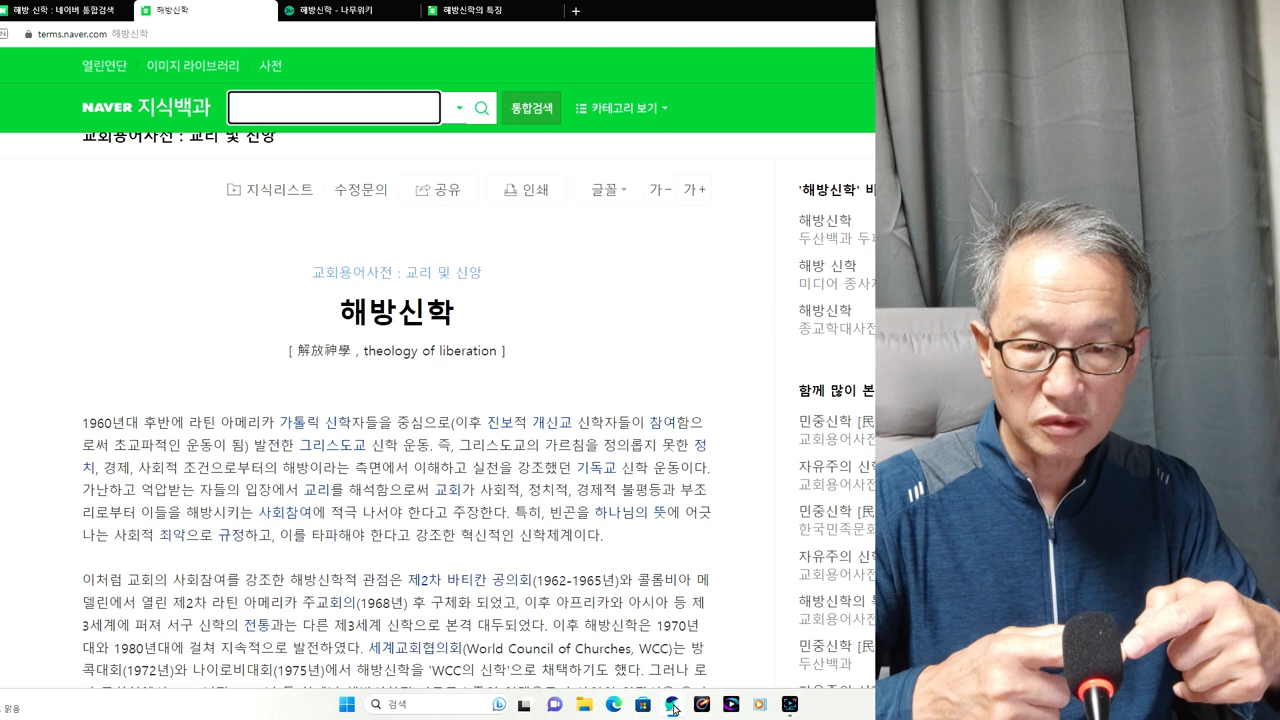 해방 신학 : 네이버 통합검색
해방신학
해방신학 - 나무위키
해방신학의 특징
terms.naver.com 해방신학
열린연단 이미지 라이브러리 사전
NAVER 지식백과
통합검색
카테고리 보기
교회용어사전 : 교리 및 신앙
지식리스트 수정문의 공유 인쇄 글꼴 가- 가+
교회용어사전 : 교리 및 신앙
해방신학
[ 解放神學 , theology of liberation ]
1960년대 후반에 라틴 아메리카 가톨릭 신학자들을 중심으로(이후 진보적 개신교 신학자들이 참여함으
로써 초교파적인 운동이 됨) 발전한 그리스도교 신학 운동. 즉, 그리스도교의 가르침을 정의롭지 못한 정
치, 경제, 사회적 조건으로부터의 해방이라는 측면에서 이해하고 실천을 강조했던 기독교 신학 운동이다.
가난하고 억압받는 자들의 입장에서 교리를 해석함으로써 교회가 사회적, 정치적, 경제적 불평등과 부조
리로부터 이들을 해방시키는 사회참여에 적극 나서야 한다고 주장한다. 특히, 빈곤을 하나님의 뜻에 어긋
나는 사회적 죄악으로 규정하고, 이를 타파해야 한다고 강조한 혁신적인 신학체계이다.
이처럼 교회의 사회참여를 강조한 해방신학적 관점은 제2차 바티칸 공의회(1962-1965년)와 콜롬비아 메
델린에서 열린 제2차 라틴 아메리카 주교회의(1968년) 후 구체화 되었고, 이후 아프리카와 아시아 등 제
3세계에 퍼져 서구 신학의 전통과는 다른 제3세계 신학으로 본격 대두되었다. 이후 해방신학은 1970년
대와 1980년대에 걸쳐 지속적으로 발전하였다. 세계교회협의회(World Council of Churches, WCC)는 방
콕대회(1972년)와 나이로비대회(1975년)에서 해방신학을 'WCC의 신학'으로 채택하기도 했다. 그러나 로
'해방신학' 비
해방신학
두산백과 두피
해방 신학
미디어 종사자
해방신학
종교학대사전
함께 많이 본
민중신학 [民
교회용어사전
자유주의 신학
교회용어사전
민중신학 [民
한국민족문화
자유주의 신학
교회용어사전
해방신학의 특
교회용어사전
민중신학 [民
두산백과
자유주의 신학
맑음
검색